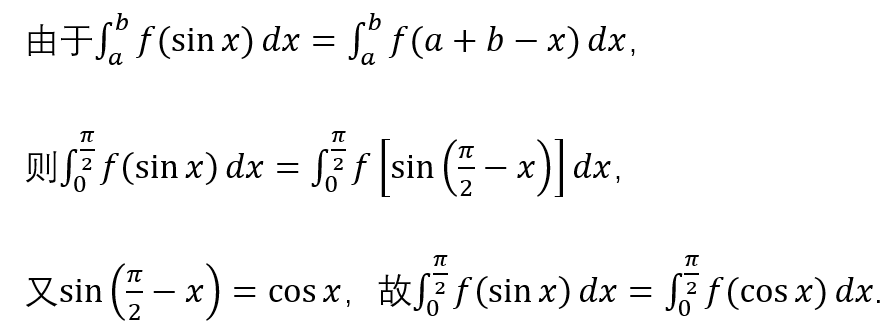 由于∫_a^b f(sin x) dx = ∫_a^b f(a + b − x) dx,
则∫_0^{π/2} f(sin x) dx = ∫_0^{π/2} f[sin(π/2 − x)] dx,
又sin(π/2 − x) = cos x, 故∫_0^{π/2} f(sin x) dx = ∫_0^{π/2} f(cos x) dx.